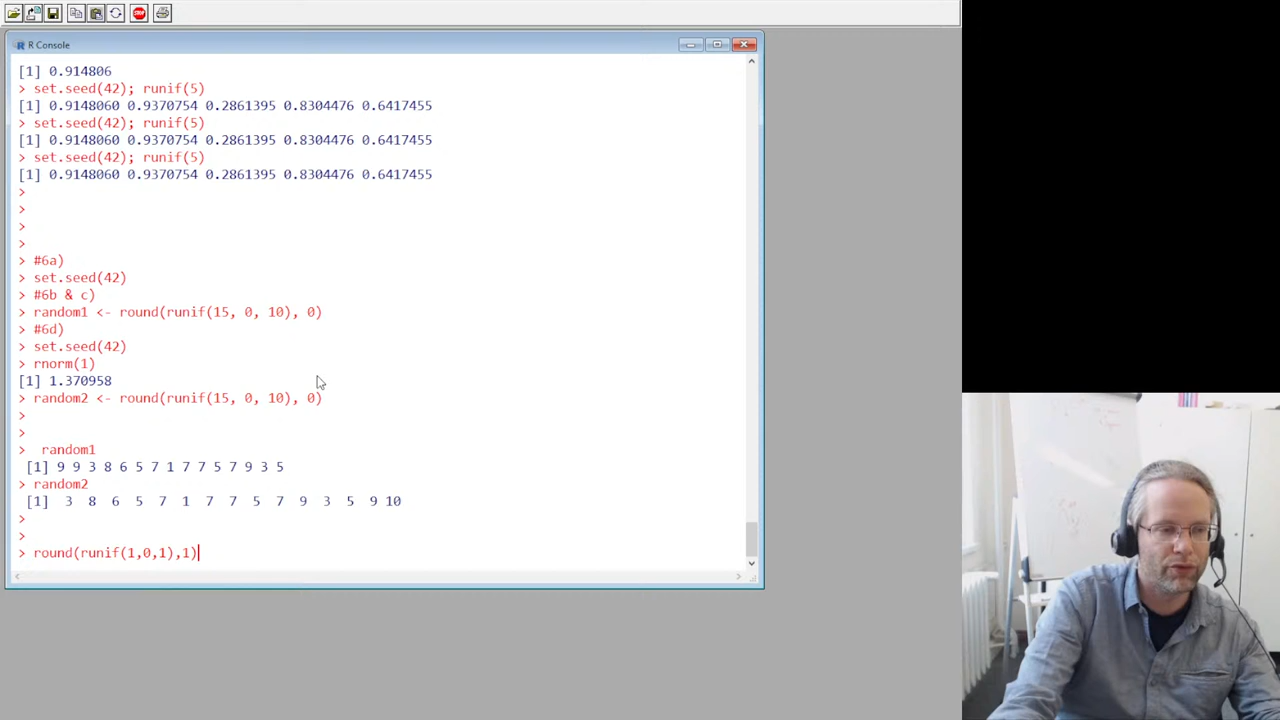 R Console
[1] 0.914806
> set.seed(42); runif(5)
[1] 0.9148060 0.9370754 0.2861395 0.8304476 0.6417455
> set.seed(42); runif(5)
[1] 0.9148060 0.9370754 0.2861395 0.8304476 0.6417455
> set.seed(42); runif(5)
[1] 0.9148060 0.9370754 0.2861395 0.8304476 0.6417455
>
>
>
>
> #6a)
> set.seed(42)
> #6b & c)
> random1 <- round(runif(15, 0, 10), 0)
> #6d)
> set.seed(42)
> rnorm(1)
[1] 1.370958
> random2 <- round(runif(15, 0, 10), 0)
>
>
>  random1
[1] 9 9 3 8 6 5 7 1 7 7 5 7 9 3 5
> random2
[1]  3  8  6  5  7  1  7  7  5  7  9  3  5  9 10
>
>
> round(runif(1,0,1),1)
STOP